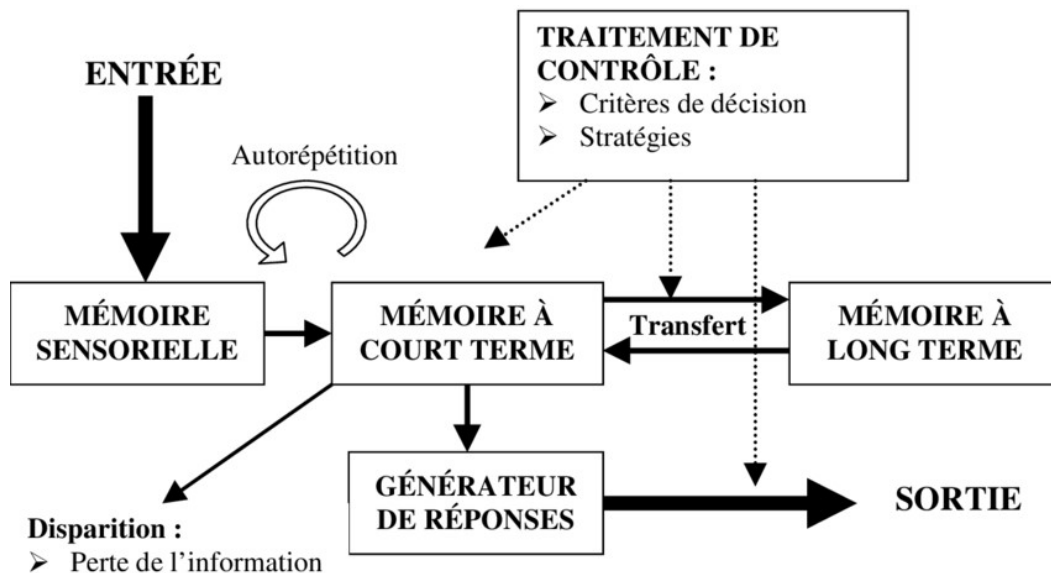 ENTRÉE
TRAITEMENT DE
CONTRÔLE :
➢ Critères de décision
➢ Stratégies
Autorépétition
MÉMOIRE
SENSORIELLE
MÉMOIRE À
COURT TERME
Transfert
MÉMOIRE À
LONG TERME
GÉNÉRATEUR
DE RÉPONSES
SORTIE
Disparition :
➢ Perte de l’information